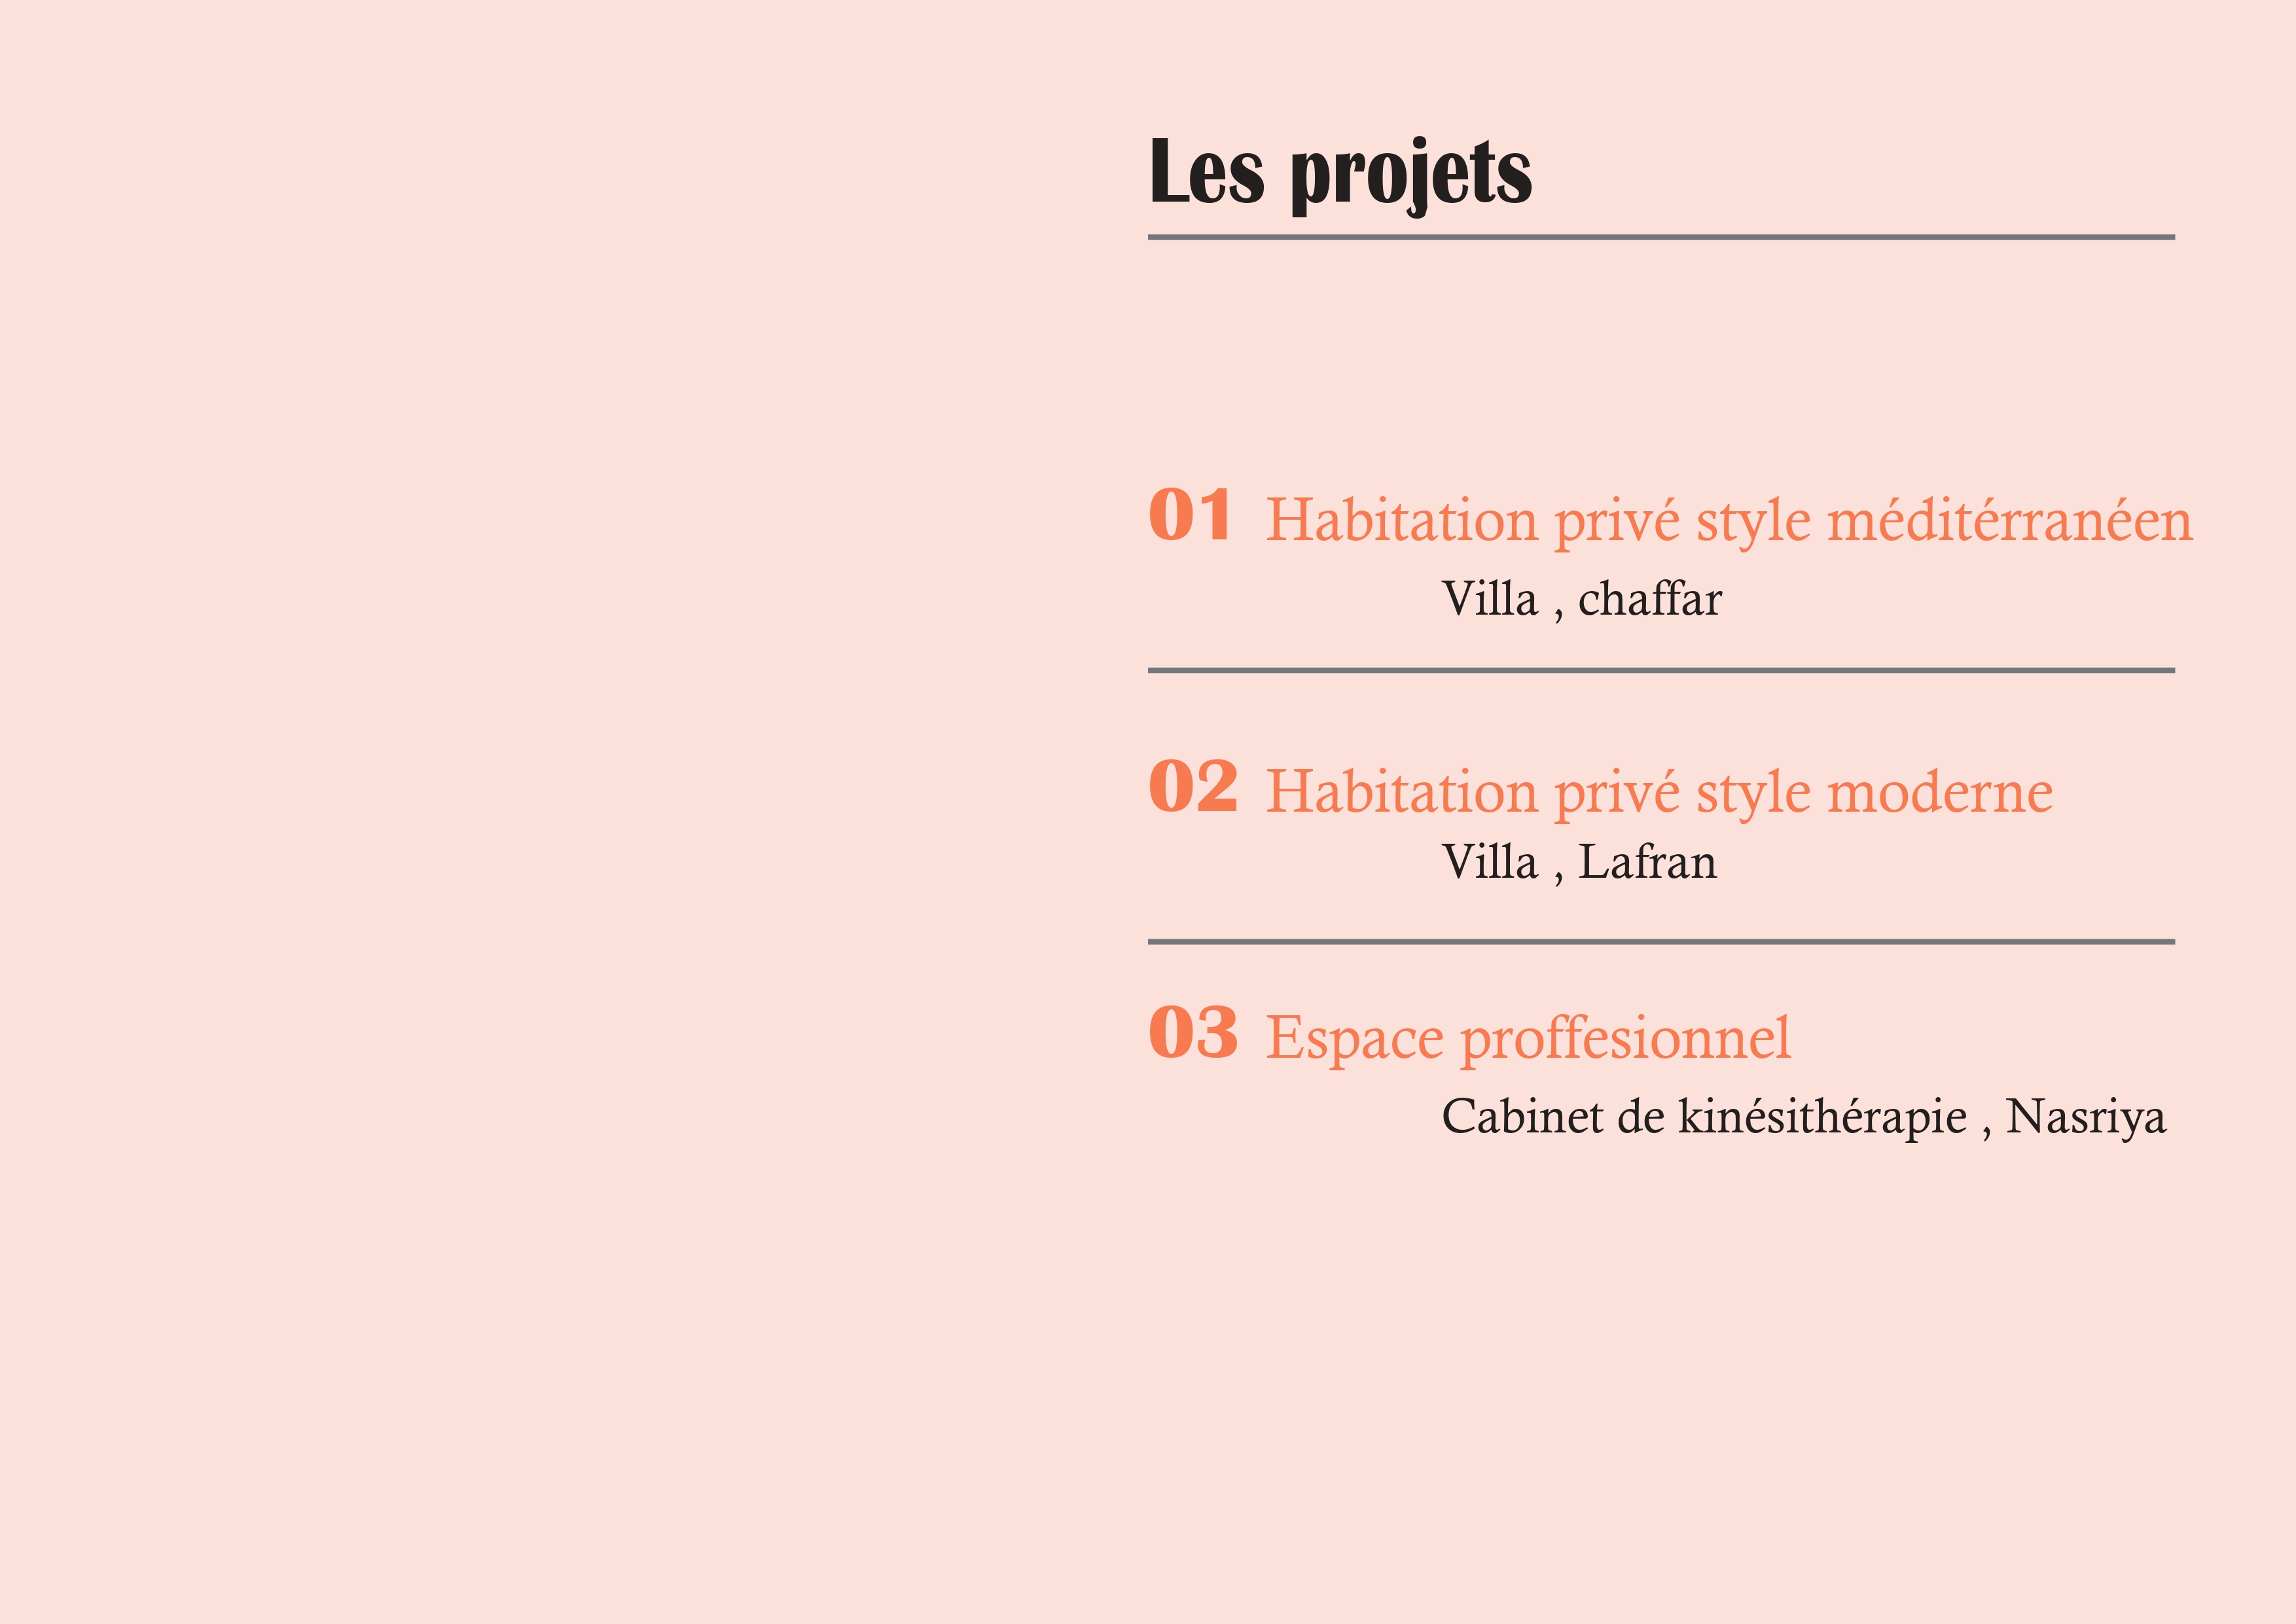 Les projets
01 Habitation privé style méditérranéen
Villa , chaffar
02 Habitation privé style moderne
Villa , Lafran
03 Espace proffesionnel
Cabinet de kinésithérapie , Nasriya